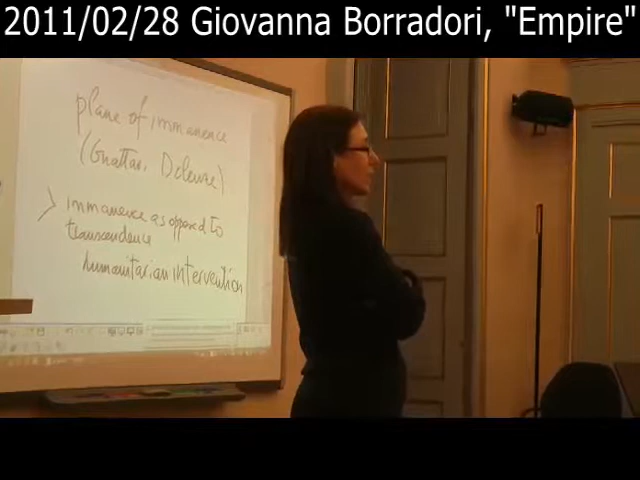 2011/02/28 Giovanna Borradori, "Empire"
plane of immanence
(Guattari, Deleuze)
> immanence as opposed to
transcendence
humanitarian intervention